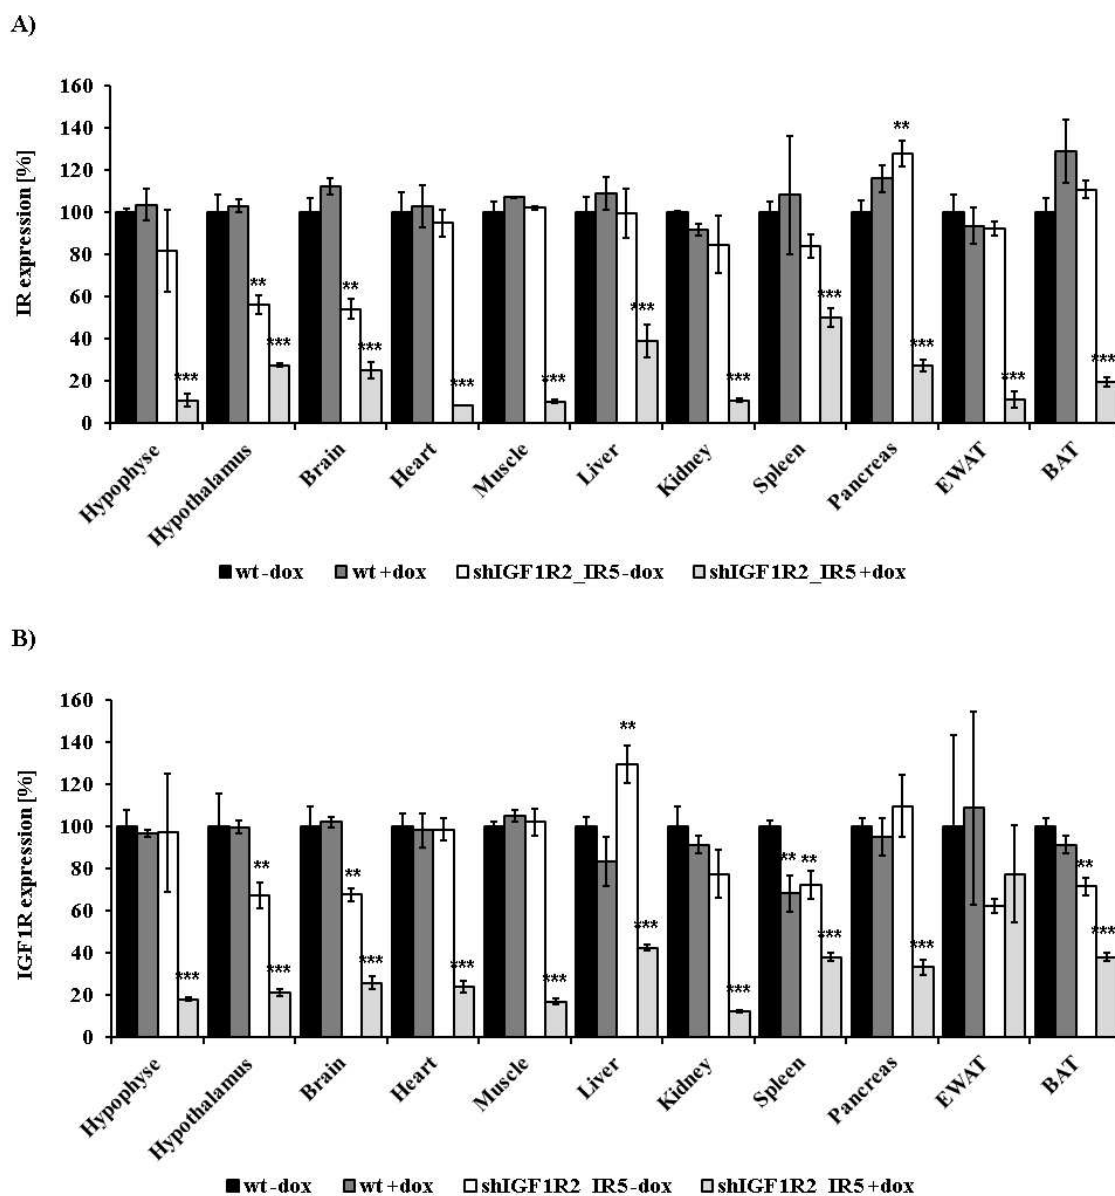 A)
IR expression [%]
160
140
120
100
80
60
40
20
0
**
**
**
***
***
***
***
***
***
***
***
***
***
***
Hypophyse
Hypothalamus
Brain
Heart
Muscle
Liver
Kidney
Spleen
Pancreas
EWAT
BAT
wt-dox wt+dox shIGF1R2_IR5-dox shIGF1R2_IR5+dox
B)
IGF1R expression [%]
160
140
120
100
80
60
40
20
0
**
**
**
**
**
**
***
***
***
***
***
***
***
***
***
***
Hypophyse
Hypothalamus
Brain
Heart
Muscle
Liver
Kidney
Spleen
Pancreas
EWAT
BAT
wt-dox wt+dox shIGF1R2_IR5-dox shIGF1R2_IR5+dox